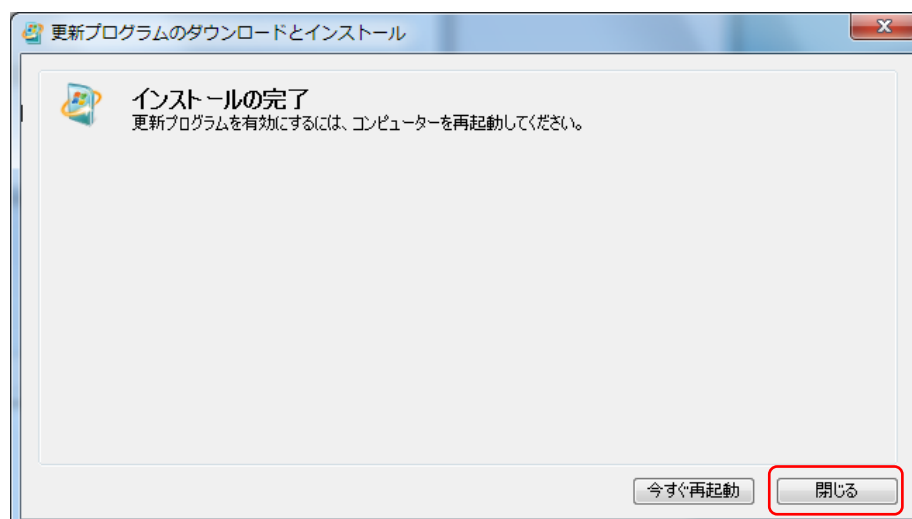 更新プログラムのダウンロードとインストール
インストールの完了
更新プログラムを有効にするには、コンピューターを再起動してください。
今すぐ再起動
閉じる